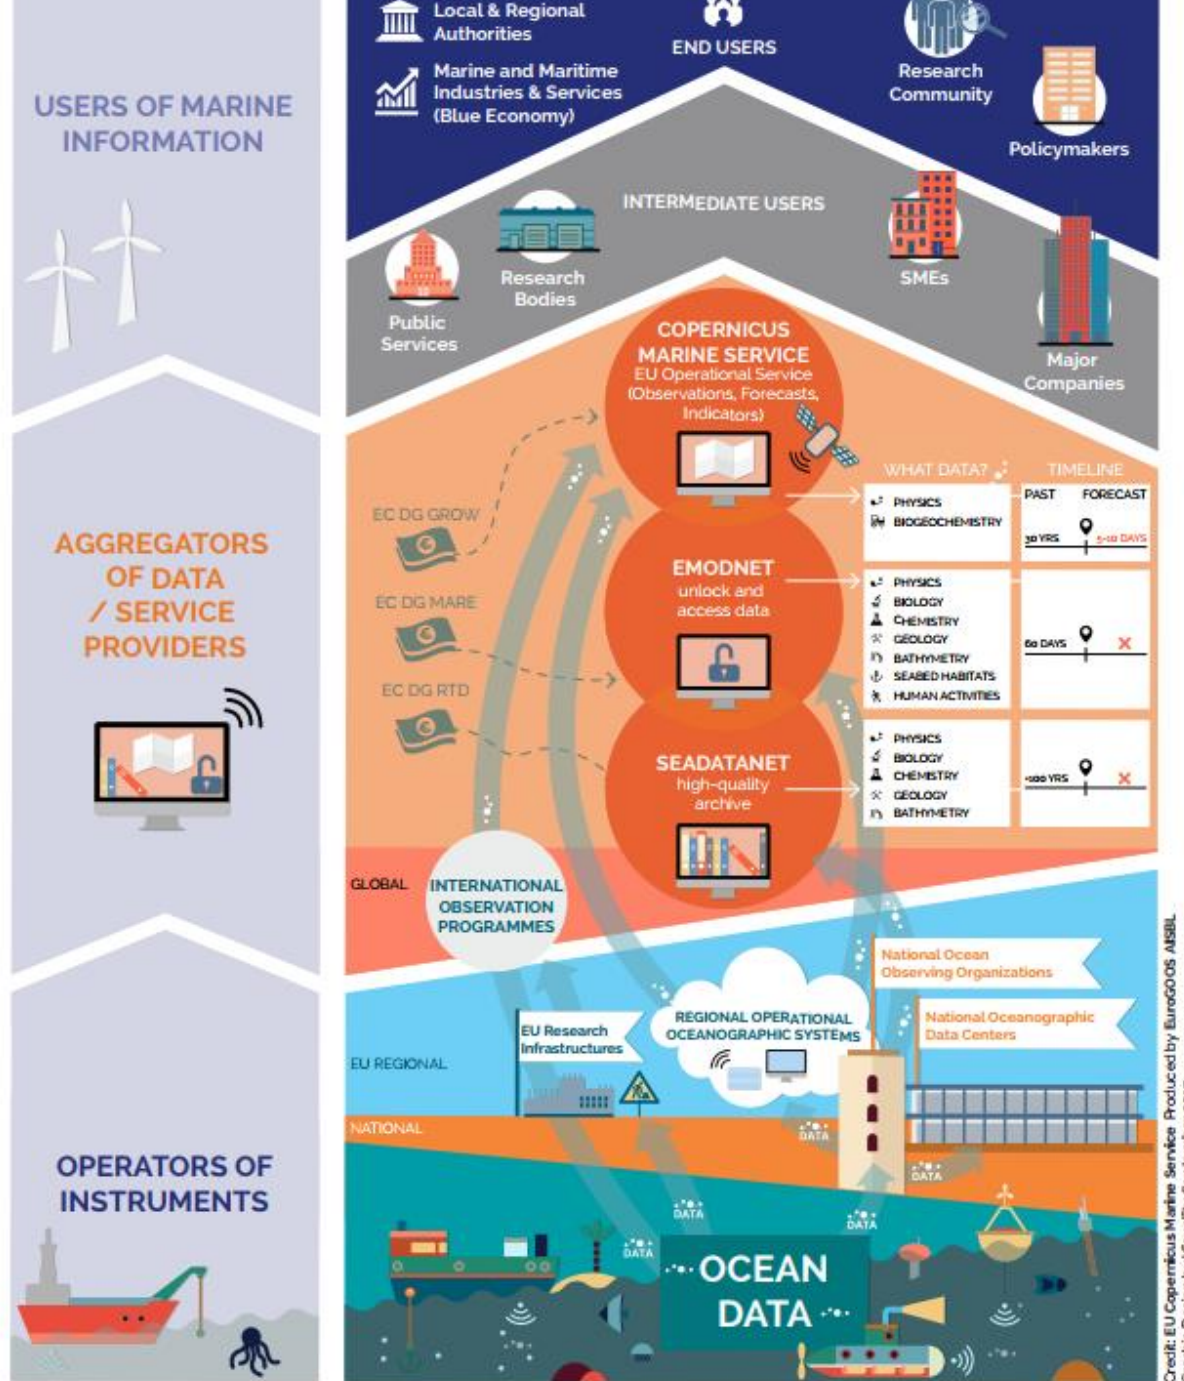 Local & Regional
Authorities
END USERS
Marine and Maritime
Industries & Services
(Blue Economy)
Research
Community
Policymakers
USERS OF MARINE
INFORMATION
INTERMEDIATE USERS
Public
Services
Research
Bodies
SMEs
Major
Companies
COPERNICUS
MARINE SERVICE
EU Operational Service
(Observations, Forecasts,
Indicators)
WHAT DATA?
TIMELINE
PHYSICS
BIOGEOCHEMISTRY
PAST
FORECAST
30 YRS
5-10 DAYS
EC DG GROW
EC DG MARE
EC DG RTD
AGGREGATORS
OF DATA
/ SERVICE
PROVIDERS
EMODNET
unlock and
access data
PHYSICS
BIOLOGY
CHEMISTRY
GEOLOGY
BATHYMETRY
SEABED HABITATS
HUMAN ACTIVITIES
60 DAYS
SEADATANET
high-quality
archive
PHYSICS
BIOLOGY
CHEMISTRY
GEOLOGY
BATHYMETRY
YRS
GLOBAL
INTERNATIONAL
OBSERVATION
PROGRAMMES
National Ocean
Observing Organizations
National Oceanographic
Data Centers
REGIONAL OPERATIONAL
OCEANOGRAPHIC SYSTEMS
EU Research
Infrastructures
EU REGIONAL
NATIONAL
DATA
DATA
DATA
DATA
DATA
OPERATORS OF
INSTRUMENTS
OCEAN
DATA
Credit: EU Copernicus Marine Service Produced by EuroGOOS AISBL